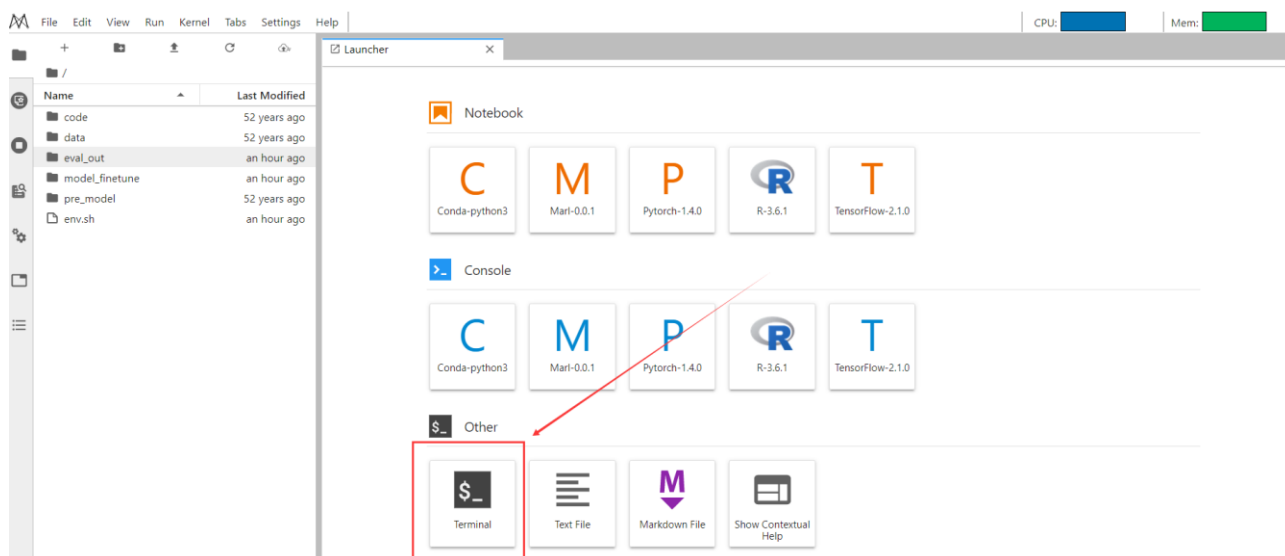 File Edit View Run Kernel Tabs Settings Help
CPU:
Mem:
Launcher
/
Name Last Modified
code 52 years ago
data 52 years ago
eval_out an hour ago
model_finetune an hour ago
pre_model 52 years ago
env.sh an hour ago
Notebook
C M P R T
Conda-python3 Marl-0.0.1 Pytorch-1.4.0 R-3.6.1 TensorFlow-2.1.0
Console
C M P R T
Conda-python3 Marl-0.0.1 Pytorch-1.4.0 R-3.6.1 TensorFlow-2.1.0
$_ Other
$_ M
Terminal Text File Markdown File Show Contextual
Help